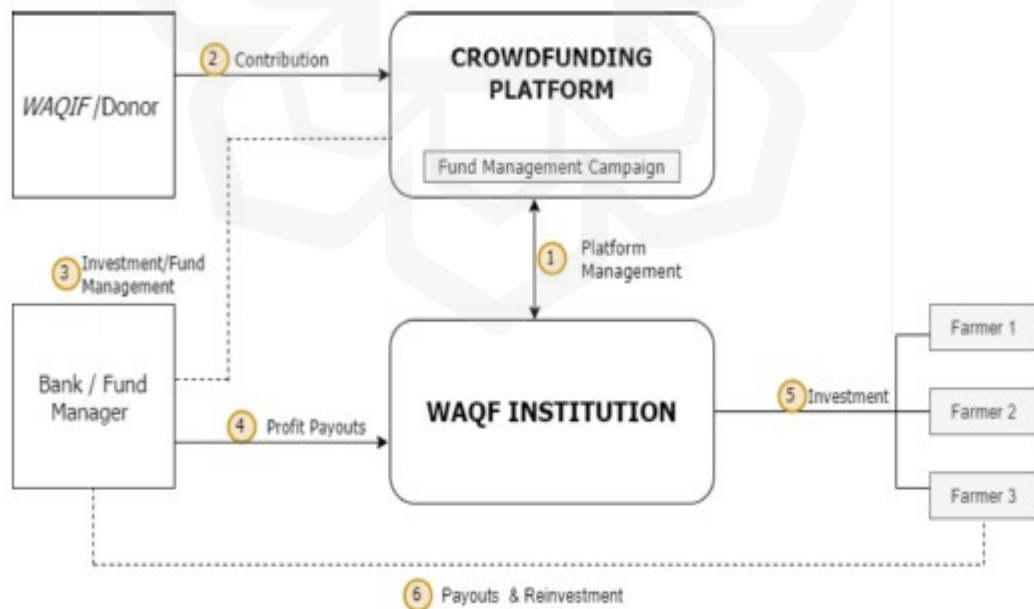 2 Contribution
WAQIF/Donor
CROWDFUNDING
PLATFORM
Fund Management Campaign
1 Platform
Management
3 Investment/Fund
Management
Bank / Fund
Manager
4 Profit Payouts
WAQF INSTITUTION
5 Investment
Farmer 1
Farmer 2
Farmer 3
6 Payouts & Reinvestment